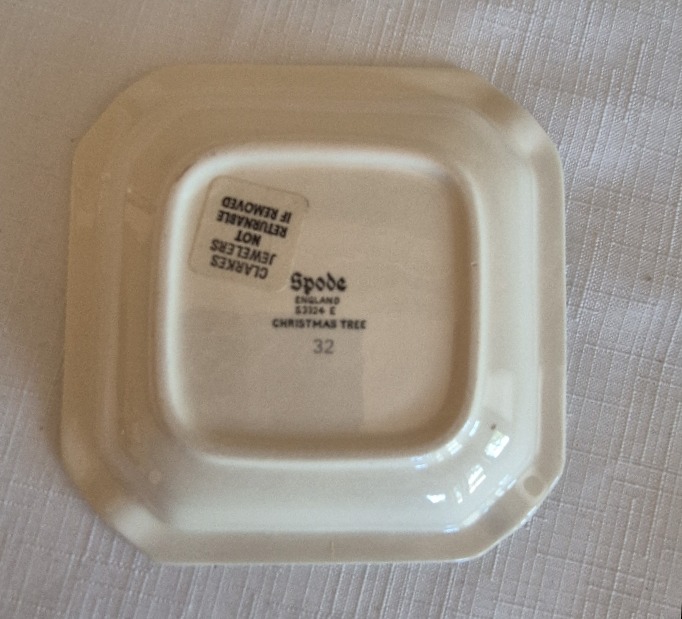 CLARKES
JEWELERS
NOT
RETURNABLE
IF REMOVED
Spode
ENGLAND
S3324 E
CHRISTMAS TREE
32